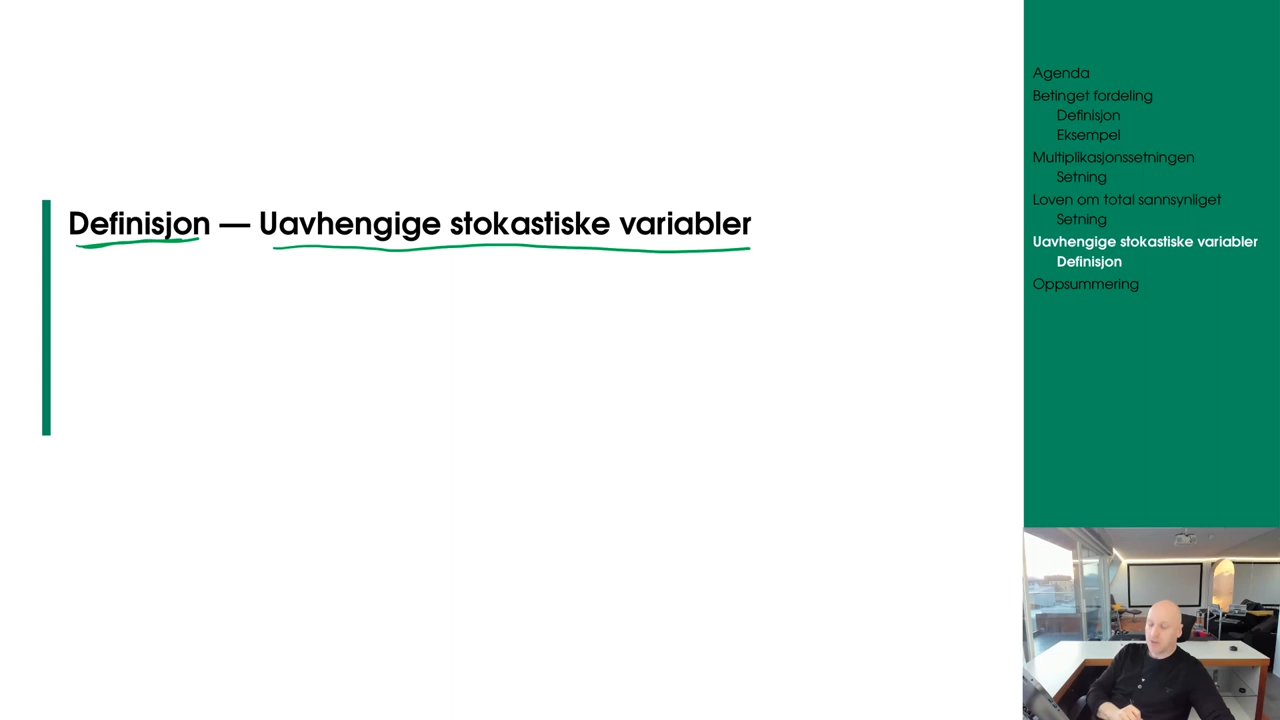 Definisjon — Uavhengige stokastiske variabler
Agenda
Betinget fordeling
Definisjon
Eksempel
Multiplikasjonssetningen
Setning
Loven om total sannsynliget
Setning
Uavhengige stokastiske variabler
Definisjon
Oppsummering